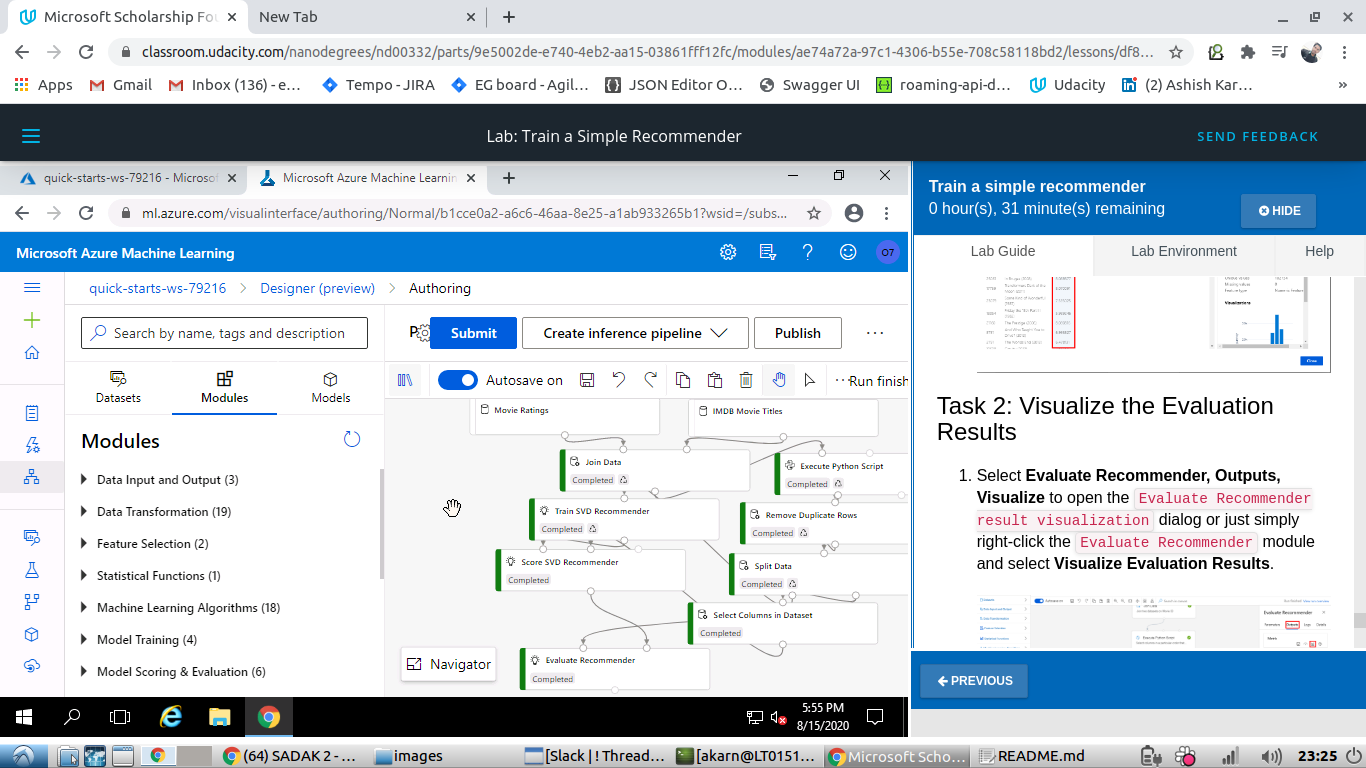 Microsoft Scholarship Fou
New Tab
classroom.udacity.com/nanodegrees/nd00332/parts/9e5002de-e740-4eb2-aa15-03861fff12fc/modules/ae74a72a-97c1-4306-b55e-708c58118bd2/lessons/df8...
Apps
Gmail
Inbox (136) - e...
Tempo - JIRA
EG board - Agil...
JSON Editor O...
Swagger UI
roaming-api-d...
Udacity
(2) Ashish Kar...
»
Lab: Train a Simple Recommender
SEND FEEDBACK
quick-starts-ws-79216 - Microsof
Microsoft Azure Machine Learnin
ml.azure.com/visualinterface/authoring/Normal/b1cce0a2-a6c6-46aa-8e25-a1ab933265b1?wsid=/subs...
Microsoft Azure Machine Learning
O7
quick-starts-ws-79216 > Designer (preview) > Authoring
Search by name, tags and description
P
Submit
Create inference pipeline
Publish
Datasets
Modules
Models
Autosave on
Run finish
Modules
Data Input and Output (3)
Data Transformation (19)
Feature Selection (2)
Statistical Functions (1)
Machine Learning Algorithms (18)
Model Training (4)
Model Scoring & Evaluation (6)
Movie Ratings
IMDB Movie Titles
Join Data
Completed
Execute Python Script
Completed
Train SVD Recommender
Completed
Remove Duplicate Rows
Completed
Score SVD Recommender
Completed
Split Data
Completed
Select Columns in Dataset
Completed
Evaluate Recommender
Completed
Navigator
5:55 PM
8/15/2020
Train a simple recommender
0 hour(s), 31 minute(s) remaining
HIDE
Lab Guide
Lab Environment
Help
Task 2: Visualize the Evaluation
Results
1. Select Evaluate Recommender, Outputs,
Visualize to open the Evaluate Recommender
result visualization dialog or just simply
right-click the Evaluate Recommender module
and select Visualize Evaluation Results.
Evaluate Recommender
PREVIOUS
(64) SADAK 2 - ...
images
[Slack | ! Thread...
[akarn@LT0151...
Microsoft Scho...
README.md
23:25